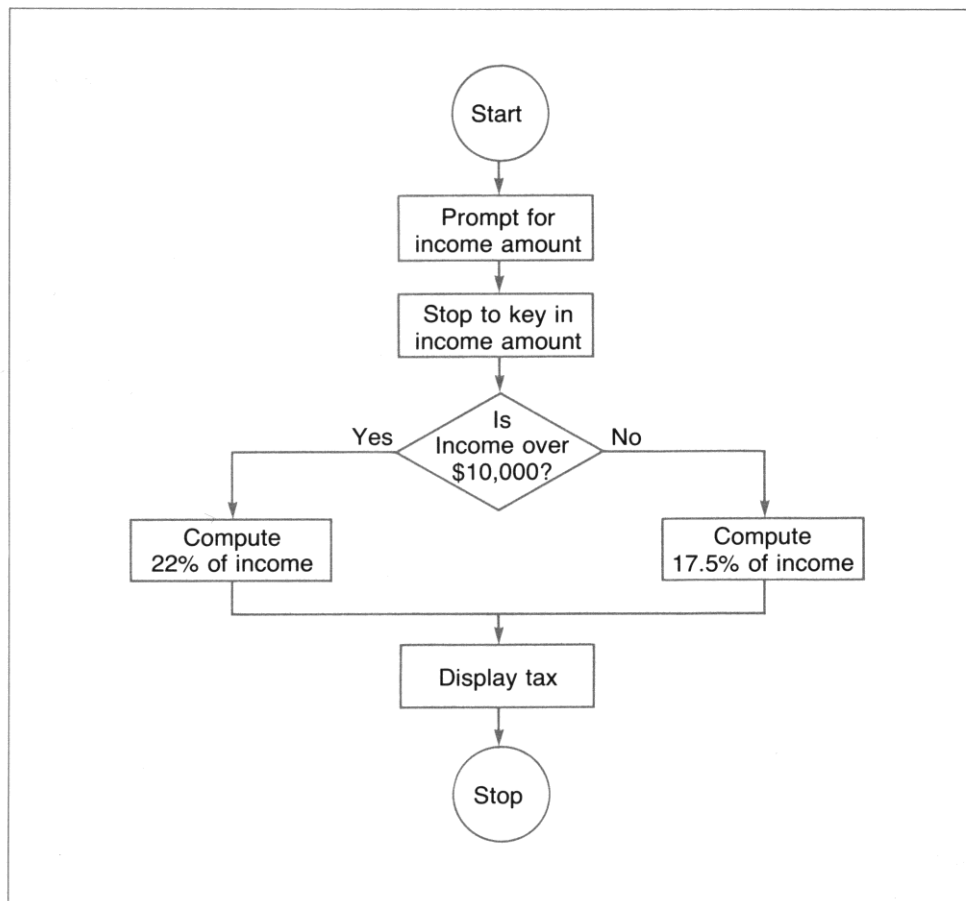 Start
Prompt for
income amount
Stop to key in
income amount
Is
Income over
$10,000?
Yes
No
Compute
22% of income
Compute
17.5% of income
Display tax
Stop